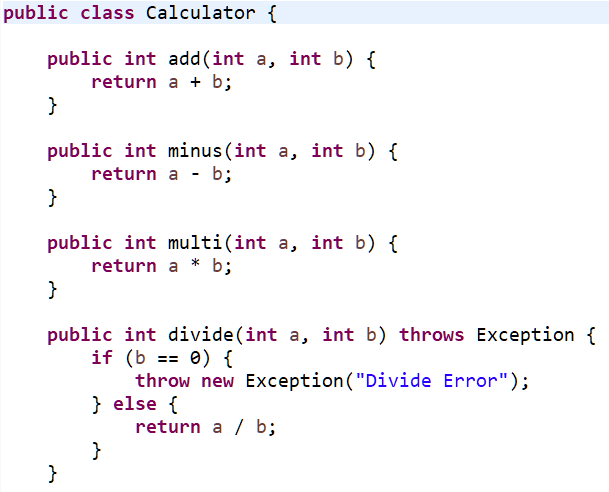 public class Calculator {
public int add(int a, int b) {
return a + b;
}
public int minus(int a, int b) {
return a - b;
}
public int multi(int a, int b) {
return a * b;
}
public int divide(int a, int b) throws Exception {
if (b == 0) {
throw new Exception("Divide Error");
} else {
return a / b;
}
}